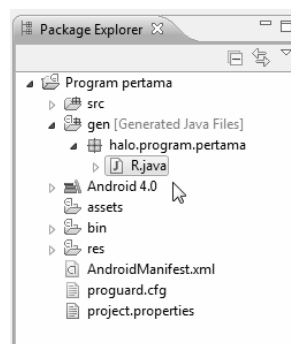 Package Explorer
Program pertama
src
gen [Generated Java Files]
halo.program.pertama
J R.java
Android 4.0
assets
bin
res
AndroidManifest.xml
proguard.cfg
project.properties